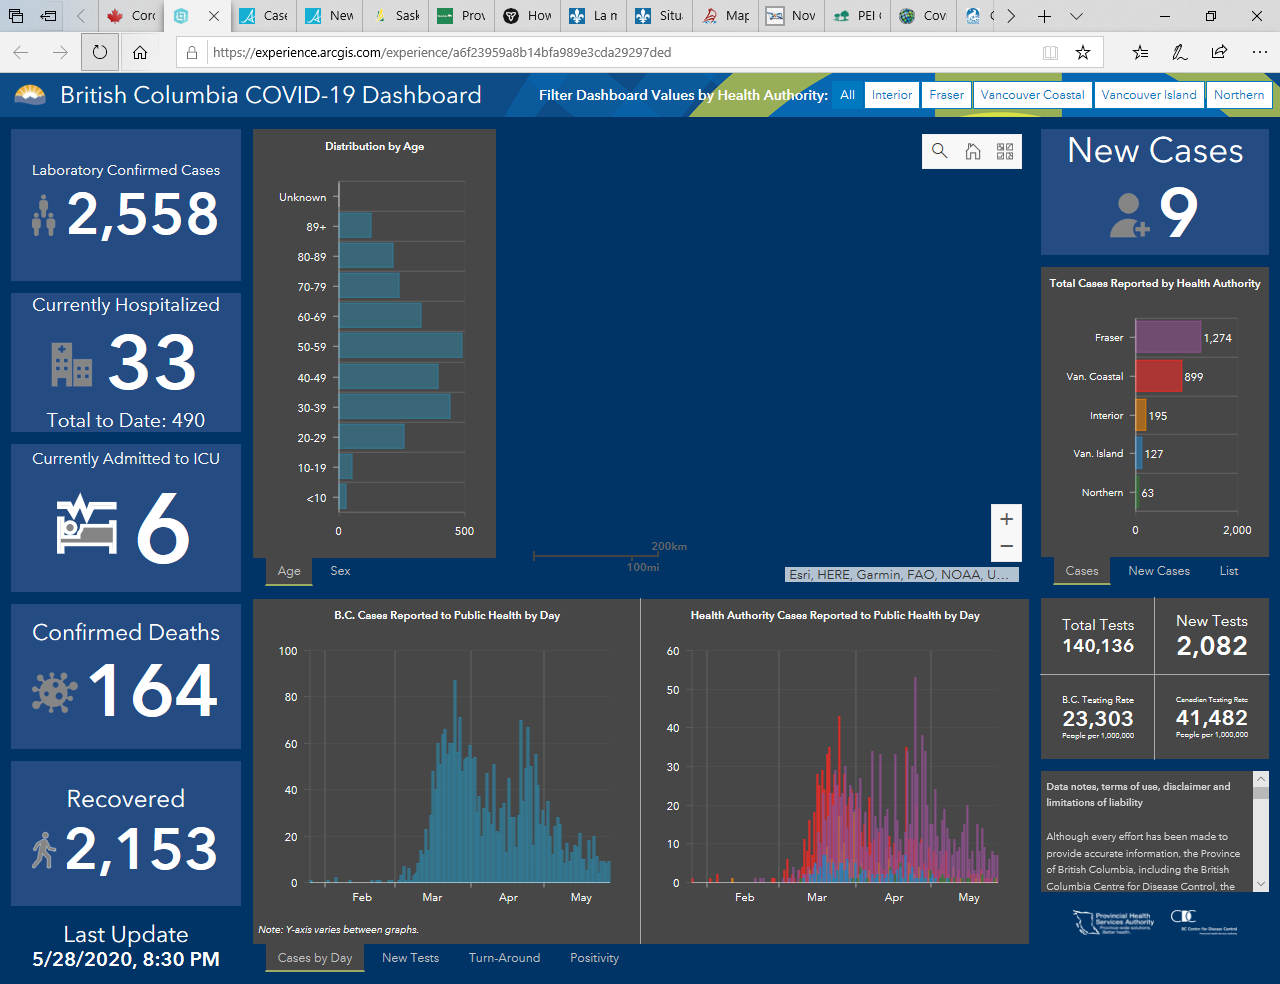 Coro
Case
New
Sask
Prov
How
La m
Situa
Map
Nov
PEI
Covi
https://experience.arcgis.com/experience/a6f23959a8b14bfa989e3cda29297ded
British Columbia COVID-19 Dashboard
Filter Dashboard Values by Health Authority:
All
Interior
Fraser
Vancouver Coastal
Vancouver Island
Northern
Laboratory Confirmed Cases
2,558
Currently Hospitalized
33
Total to Date: 490
Currently Admitted to ICU
6
Confirmed Deaths
164
Recovered
2,153
Last Update
5/28/2020, 8:30 PM
Distribution by Age
Unknown
89+
80-89
70-79
60-69
50-59
40-49
30-39
20-29
10-19
<10
0 500
Age Sex
200km
100mi
+
−
Esri, HERE, Garmin, FAO, NOAA, U...
New Cases
9
Total Cases Reported by Health Authority
Fraser 1,274
Van. Coastal 899
Interior 195
Van. Island 127
Northern 63
0 2,000
Cases New Cases List
B.C. Cases Reported to Public Health by Day
100
80
60
40
20
0
Feb Mar Apr May
Note: Y-axis varies between graphs.
Health Authority Cases Reported to Public Health by Day
60
50
40
30
20
10
0
Feb Mar Apr May
Cases by Day New Tests Turn-Around Positivity
Total Tests
140,136
New Tests
2,082
B.C. Testing Rate
23,303
People per 1,000,000
Canadian Testing Rate
41,482
People per 1,000,000
Data notes, terms of use, disclaimer and
limitations of liability
Although every effort has been made to
provide accurate information, the Province
of British Columbia, including the British
Columbia Centre for Disease Control, the
Provincial Health
Services Authority
Province-wide solutions.
Better health.
BC Centre for Disease Control